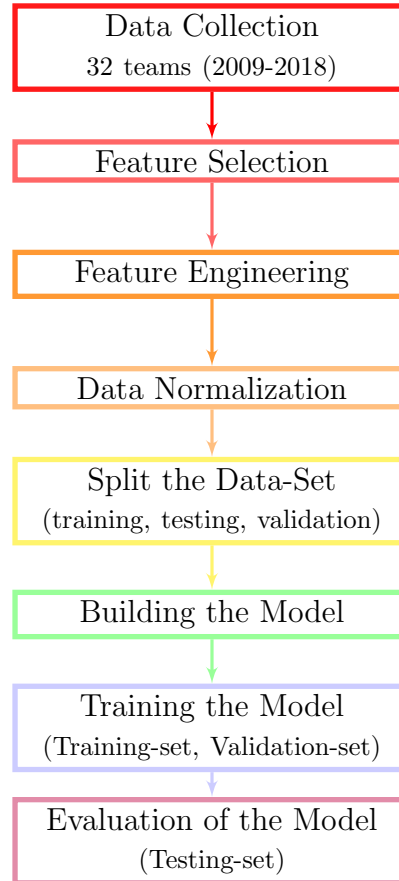 Data Collection
32 teams (2009-2018)
Feature Selection
Feature Engineering
Data Normalization
Split the Data-Set
(training, testing, validation)
Building the Model
Training the Model
(Training-set, Validation-set)
Evaluation of the Model
(Testing-set)